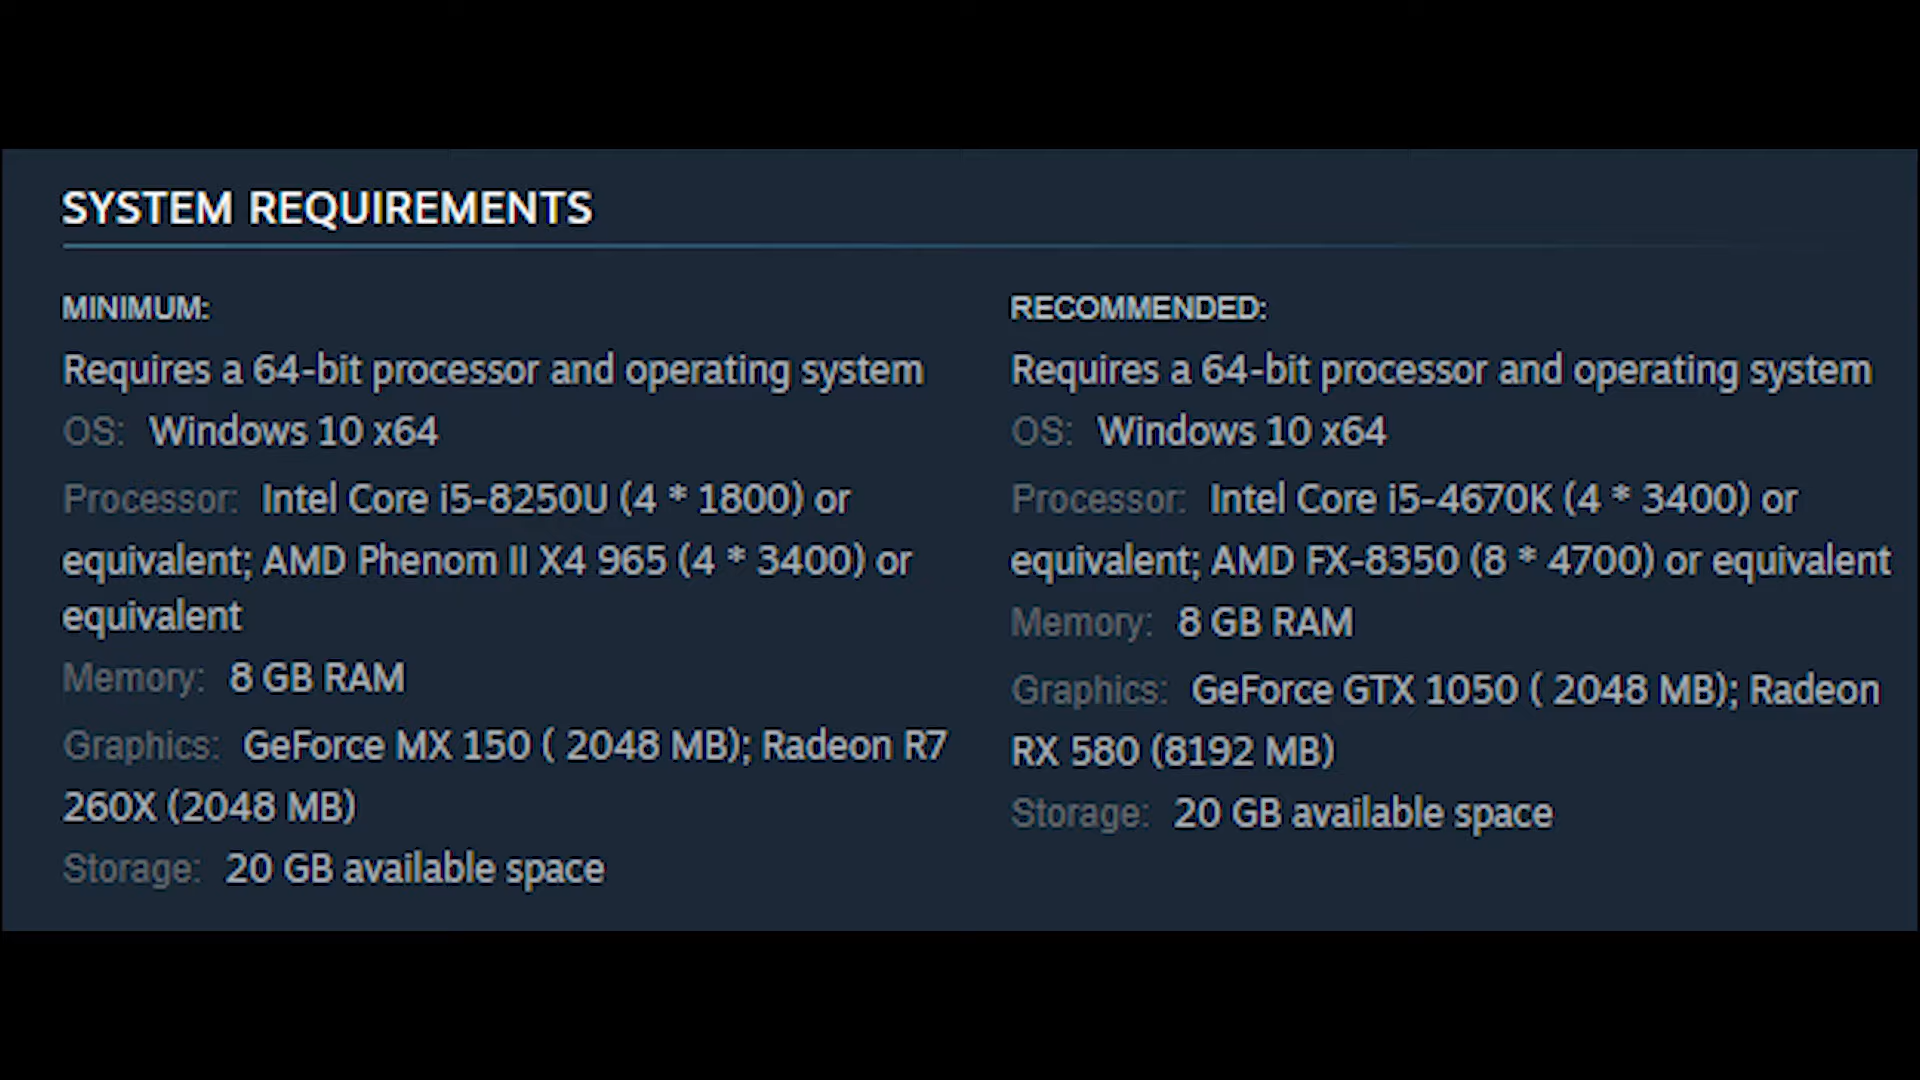 SYSTEM REQUIREMENTS
MINIMUM:
Requires a 64-bit processor and operating system
OS: Windows 10 x64
Processor: Intel Core i5-8250U (4 * 1800) or
equivalent; AMD Phenom II X4 965 (4 * 3400) or
equivalent
Memory: 8 GB RAM
Graphics: GeForce MX 150 ( 2048 MB); Radeon R7
260X (2048 MB)
Storage: 20 GB available space
RECOMMENDED:
Requires a 64-bit processor and operating system
OS: Windows 10 x64
Processor: Intel Core i5-4670K (4 * 3400) or
equivalent; AMD FX-8350 (8 * 4700) or equivalent
Memory: 8 GB RAM
Graphics: GeForce GTX 1050 ( 2048 MB); Radeon
RX 580 (8192 MB)
Storage: 20 GB available space